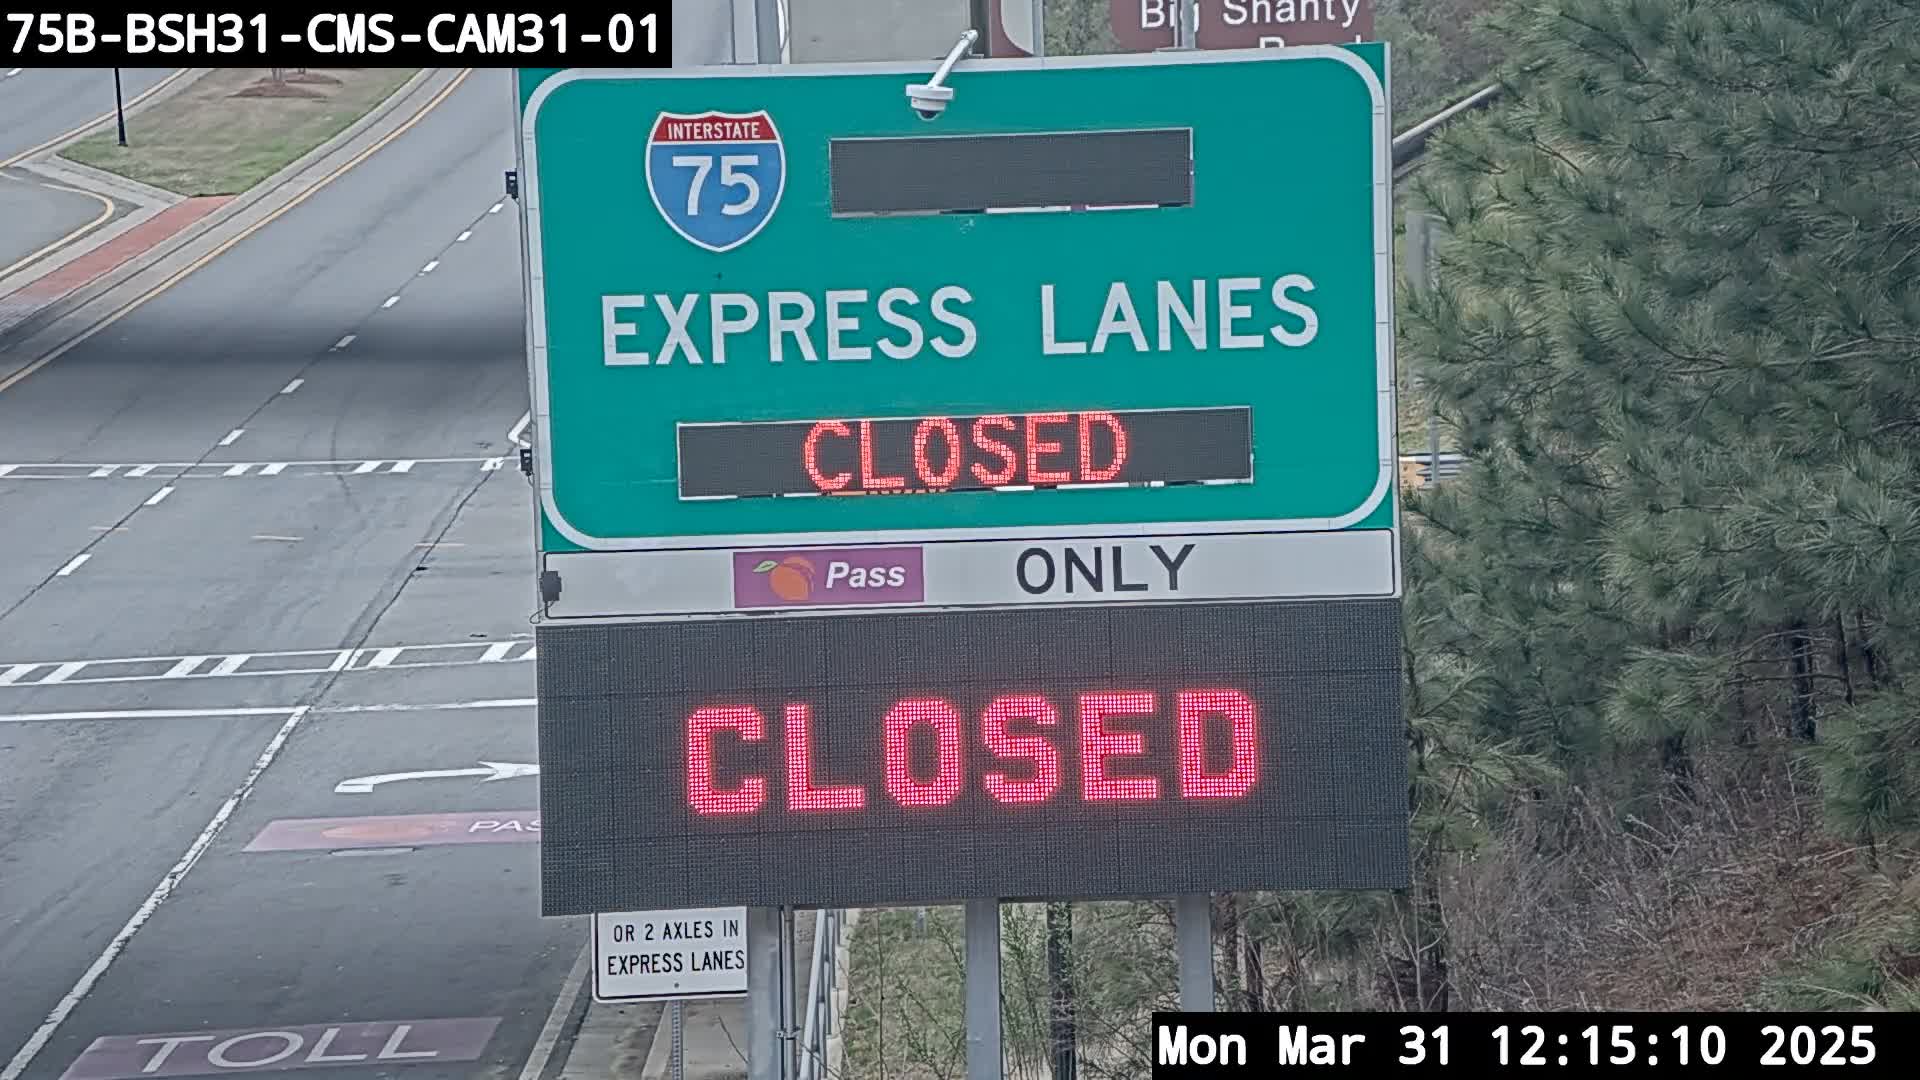 75B-BSH31-CMS-CAM31-01
Big Shanty
INTERSTATE
75
EXPRESS LANES
CLOSED
Pass ONLY
CLOSED
OR 2 AXLES IN
EXPRESS LANES
TOLL
Mon Mar 31 12:15:10 2025